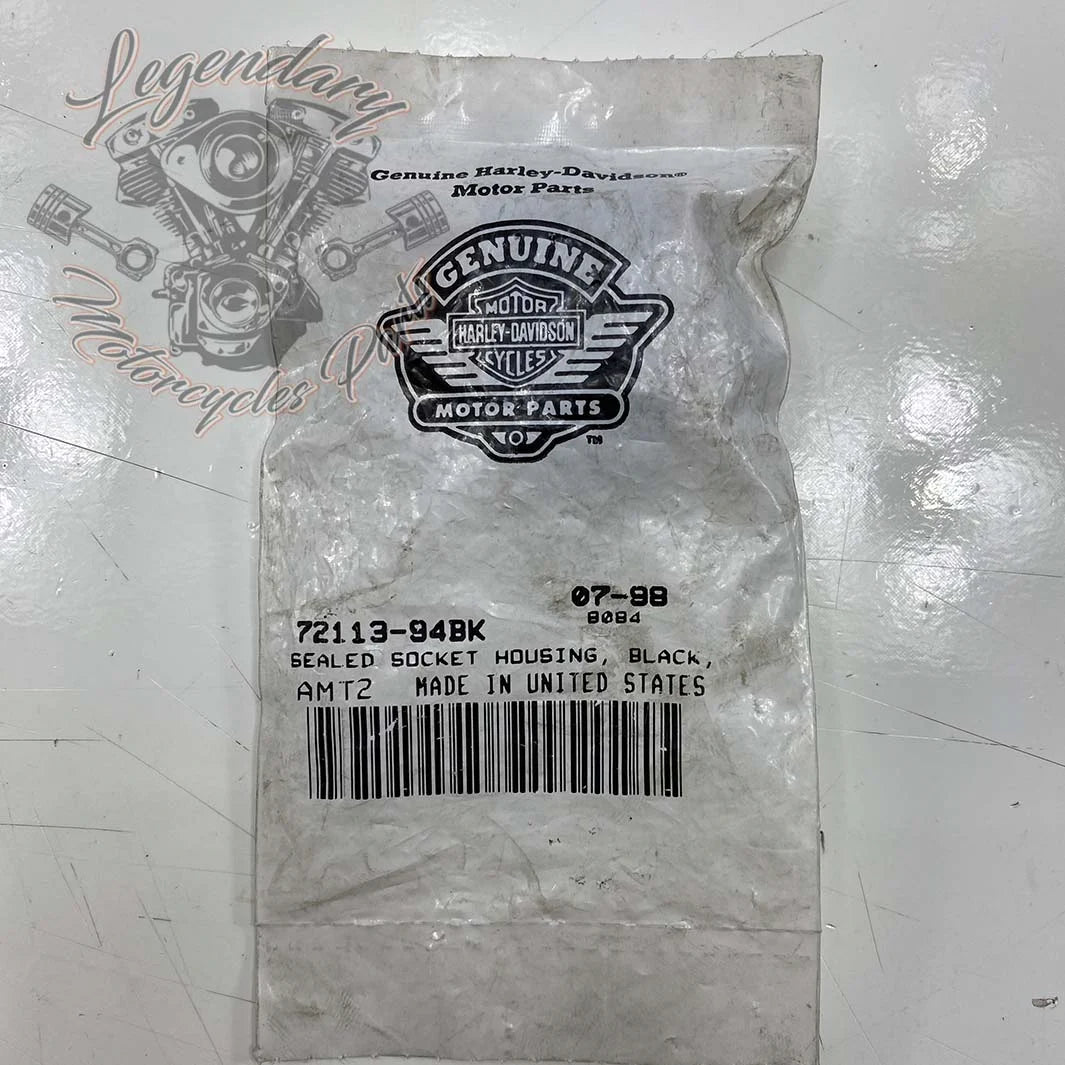 Legendary
Motorcycles Parts
Genuine Harley-Davidson®
Motor Parts
GENUINE
MOTOR
HARLEY-DAVIDSON
CYCLES
MOTOR PARTS
TM
07-98
8084
72113-94BK
SEALED SOCKET HOUSING, BLACK,
AMT2 MADE IN UNITED STATES